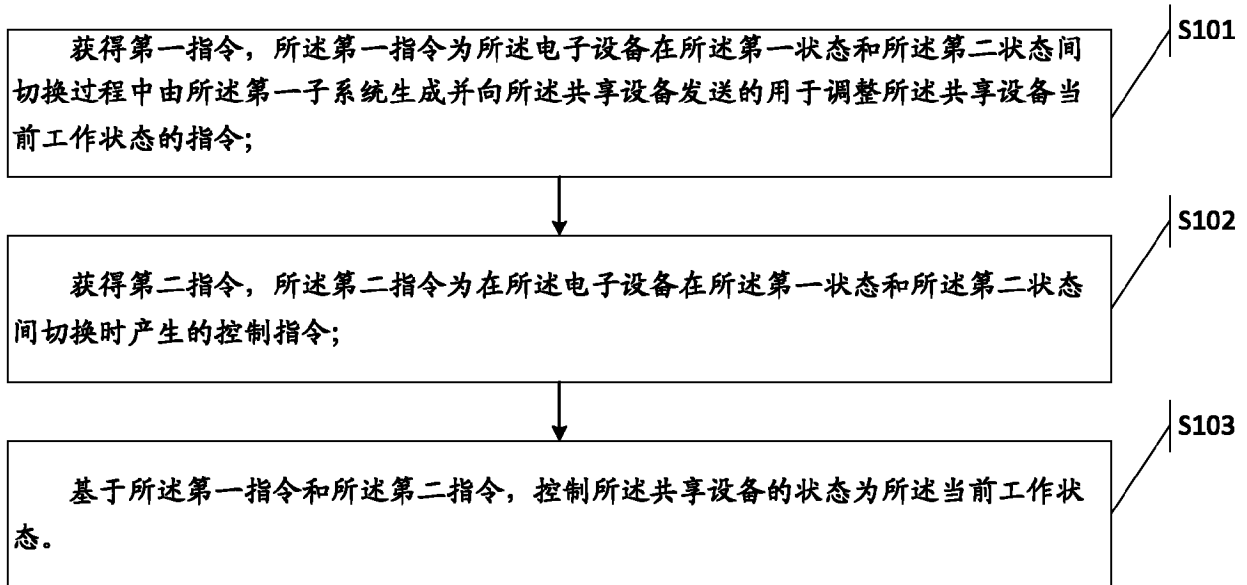 获得第一指令，所述第一指令为所述电子设备在所述第一状态和所述第二状态间
切换过程中由所述第一子系统生成并向所述共享设备发送的用于调整所述共享设备当
前工作状态的指令；
S101
获得第二指令，所述第二指令为在所述电子设备在所述第一状态和所述第二状态
间切换时产生的控制指令；
S102
基于所述第一指令和所述第二指令，控制所述共享设备的状态为所述当前工作状
态。
S103